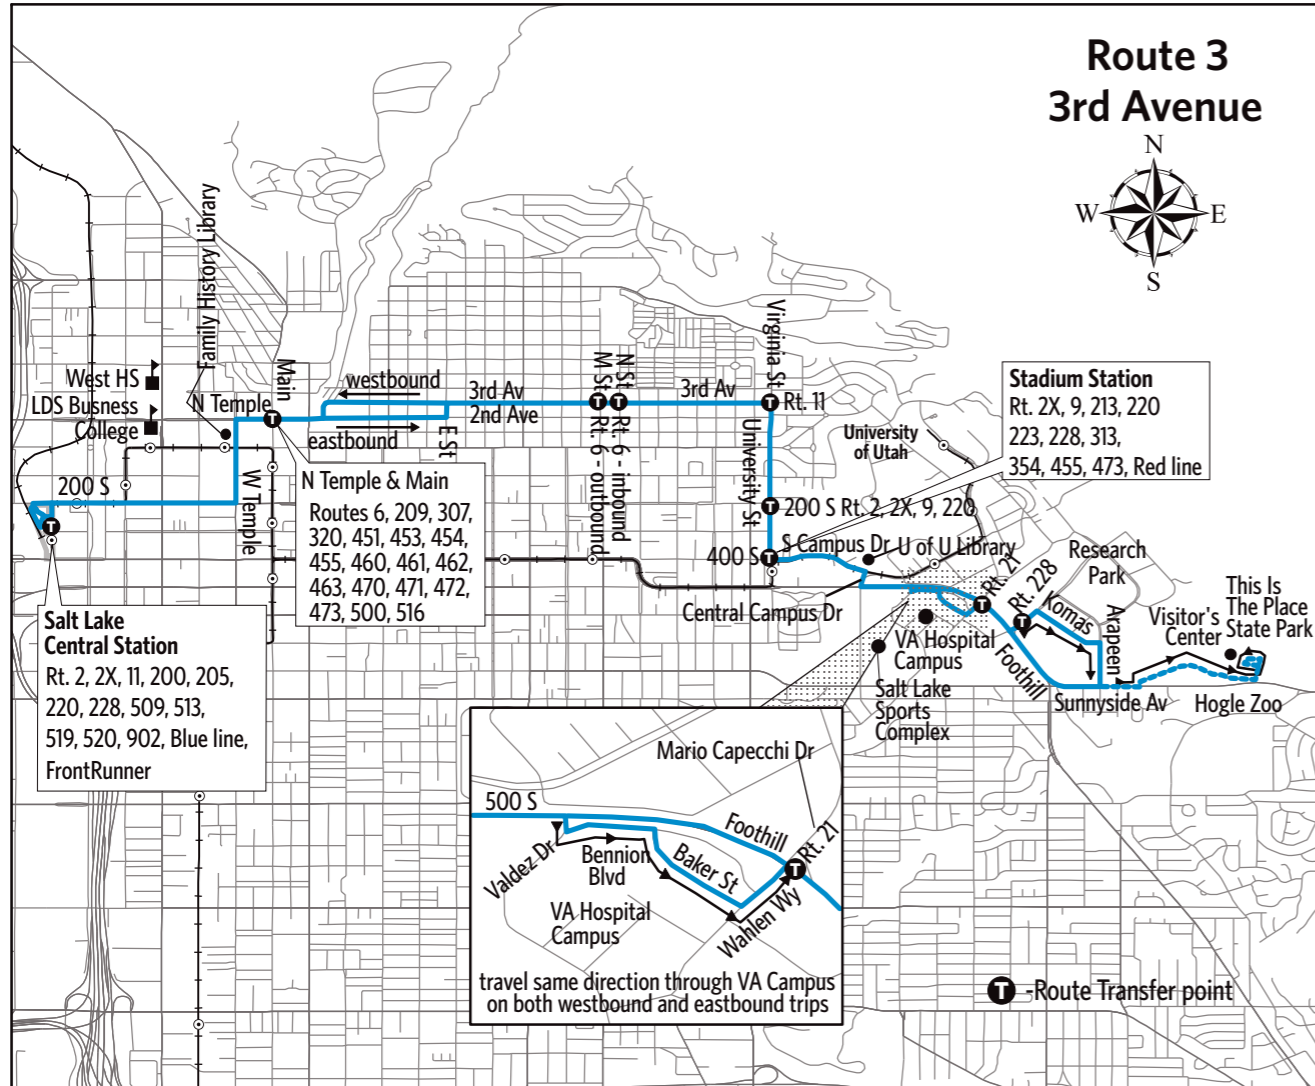 Route 3
3rd Avenue
N
W
E
S
Family History Library
West HS
LDS Busness
College
N Temple
Main
westbound
3rd Av
2nd Ave
eastbound
E St
M St
Rt. 6 - outbound
N St
Rt. 6 - inbound
3rd Av
Virginia St
T
Rt. 11
University St
University
of Utah
Stadium Station
Rt. 2X, 9, 213, 220
223, 228, 313,
354, 455, 473, Red line
200 S
W Temple
N Temple & Main
Routes 6, 209, 307,
320, 451, 453, 454,
455, 460, 461, 462,
463, 470, 471, 472,
473, 500, 516
200 S Rt. 2, 2X, 9, 220
400 S
S Campus Dr
U of U Library
Central Campus Dr
Rt. 21
Rt. 228
Research
Park
Komas
Arapeen
Foothill
Visitor's
Center
This Is
The Place
State Park
VA Hospital
Campus
Salt Lake
Sports
Complex
Sunnyside Av
Hogle Zoo
Salt Lake
Central Station
Rt. 2, 2X, 11, 200, 205,
220, 228, 509, 513,
519, 520, 902, Blue line,
FrontRunner
Mario Capecchi Dr
500 S
Foothill
Rt. 21
Valdez Dr
Bennion
Blvd
Baker St
Wahlen Wy
VA Hospital
Campus
travel same direction through VA Campus
on both westbound and eastbound trips
T -Route Transfer point